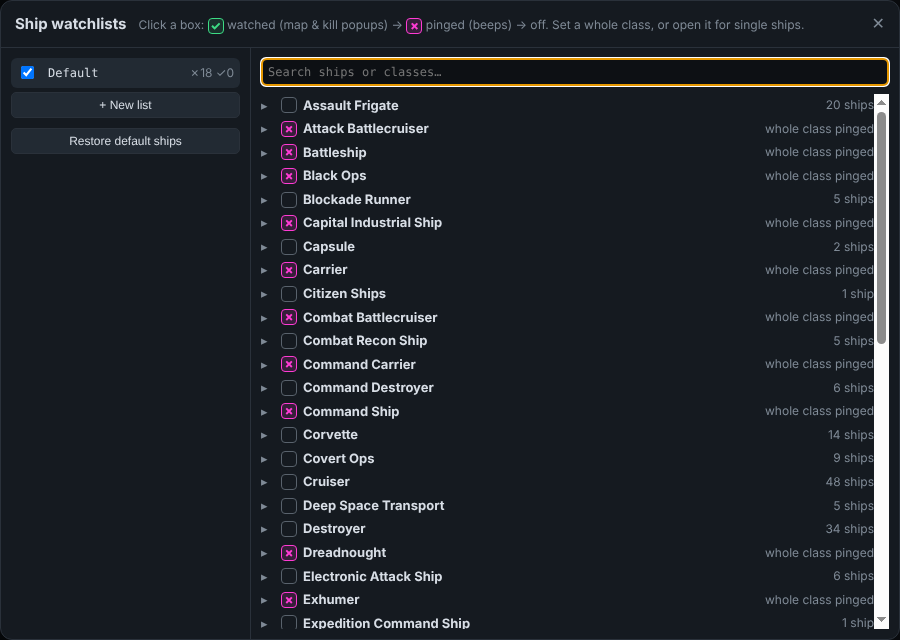 Ship watchlists Click a box: watched (map & kill popups) → pinged (beeps) → off. Set a whole class, or open it for single ships. ✕
Default ×18 ✓0
+ New list
Restore default ships
Search ships or classes…
▸ Assault Frigate 20 ships
▸ Attack Battlecruiser whole class pinged
▸ Battleship whole class pinged
▸ Black Ops whole class pinged
▸ Blockade Runner 5 ships
▸ Capital Industrial Ship whole class pinged
▸ Capsule 2 ships
▸ Carrier whole class pinged
▸ Citizen Ships 1 ship
▸ Combat Battlecruiser whole class pinged
▸ Combat Recon Ship 5 ships
▸ Command Carrier whole class pinged
▸ Command Destroyer 6 ships
▸ Command Ship whole class pinged
▸ Corvette 14 ships
▸ Covert Ops 9 ships
▸ Cruiser 48 ships
▸ Deep Space Transport 5 ships
▸ Destroyer 34 ships
▸ Dreadnought whole class pinged
▸ Electronic Attack Ship 6 ships
▸ Exhumer whole class pinged
▸ Expedition Command Ship 1 ship